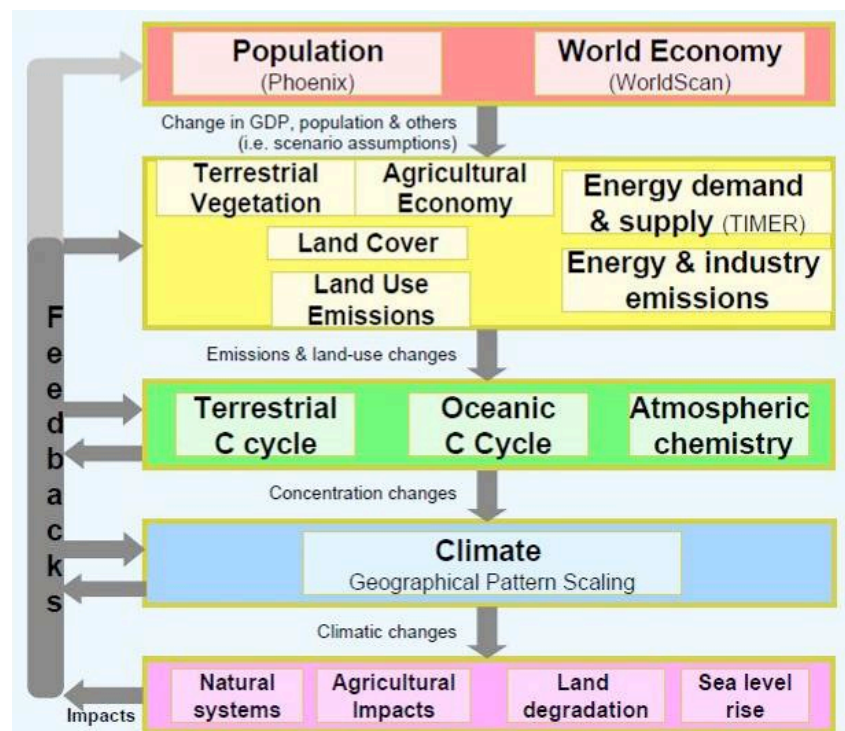 Population
(Phoenix)
World Economy
(WorldScan)
Change in GDP, population & others
(i.e. scenario assumptions)
Terrestrial
Vegetation
Agricultural
Economy
Energy demand
& supply (TIMER)
Land Cover
Energy & industry
emissions
Land Use
Emissions
Feedbacks
Emissions & land-use changes
Terrestrial
C cycle
Oceanic
C Cycle
Atmospheric
chemistry
Concentration changes
Climate
Geographical Pattern Scaling
Climatic changes
Natural
systems
Agricultural
Impacts
Land
degradation
Sea level
rise
Impacts